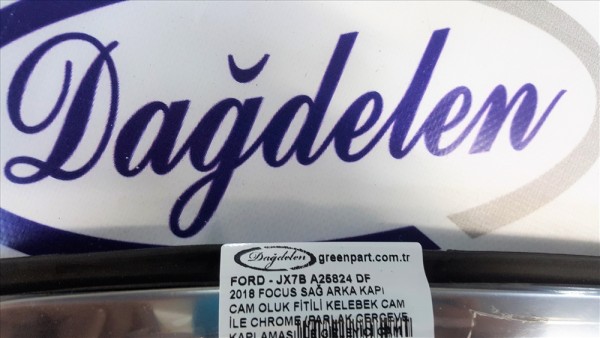 Dağdelen
Dağdelen greenpart.com.tr
FORD - JX7B A25824 DF
2018 FOCUS SAĞ ARKA KAPI
CAM OLUK FİTİLİ KELEBEK CAM
İLE CHROME (PARLAK ÇERÇEVE
KAPLAMASI